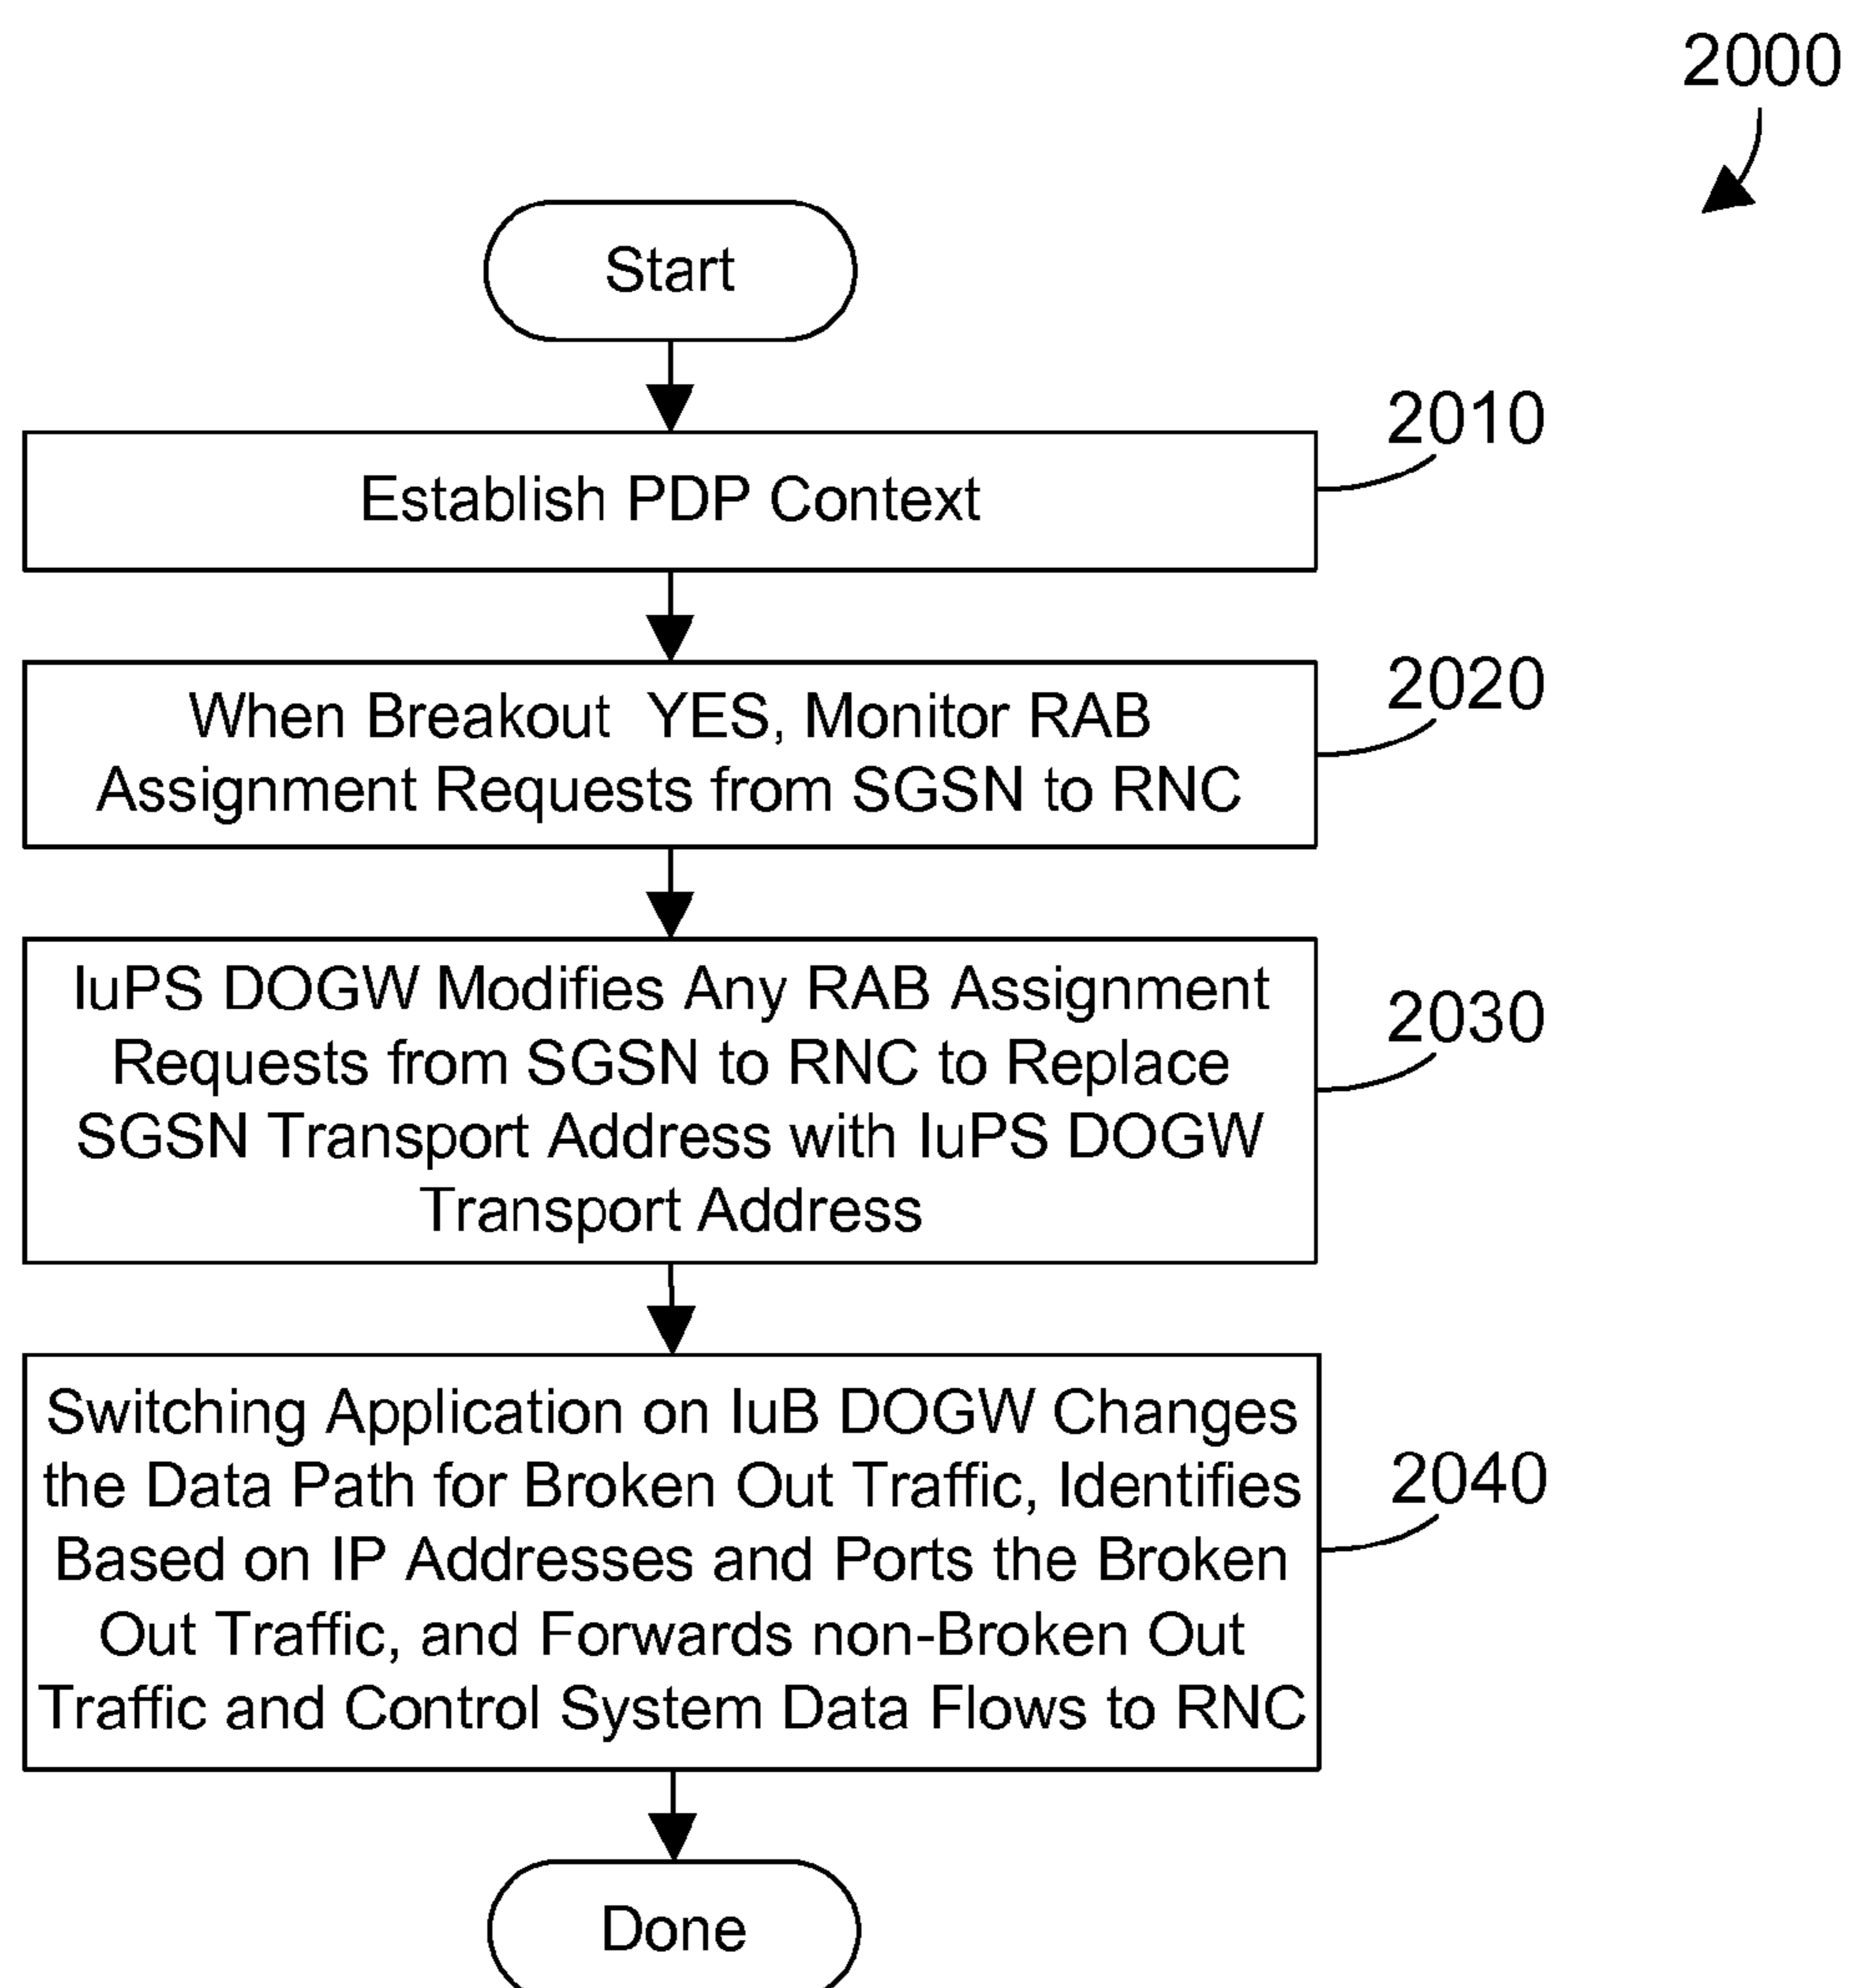 2000
Start
2010
Establish PDP Context
2020
When Breakout YES, Monitor RAB
Assignment Requests from SGSN to RNC
2030
IuPS DOGW Modifies Any RAB Assignment
Requests from SGSN to RNC to Replace
SGSN Transport Address with IuPS DOGW
Transport Address
2040
Switching Application on IuB DOGW Changes
the Data Path for Broken Out Traffic, Identifies
Based on IP Addresses and Ports the Broken
Out Traffic, and Forwards non-Broken Out
Traffic and Control System Data Flows to RNC
Done